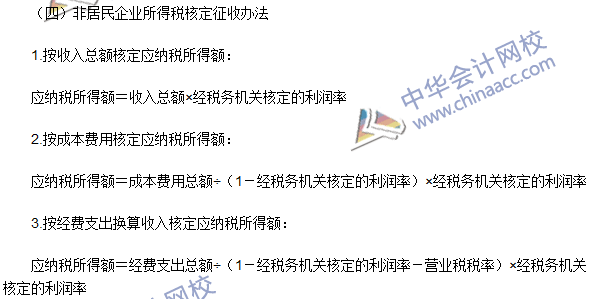 （四）非居民企业所得税核定征收办法
1.按收入总额核定应纳税所得额：
应纳税所得额＝收入总额×经税务机关核定的利润率
中华会计网校
www.chinaacc.com
2.按成本费用核定应纳税所得额：
应纳税所得额＝成本费用总额÷（1－经税务机关核定的利润率）×经税务机关核定的利润率
3.按经费支出换算收入核定应纳税所得额：
应纳税所得额＝经费支出总额÷（1－经税务机关核定的利润率－营业税税率）×经税务机关
核定的利润率
网校